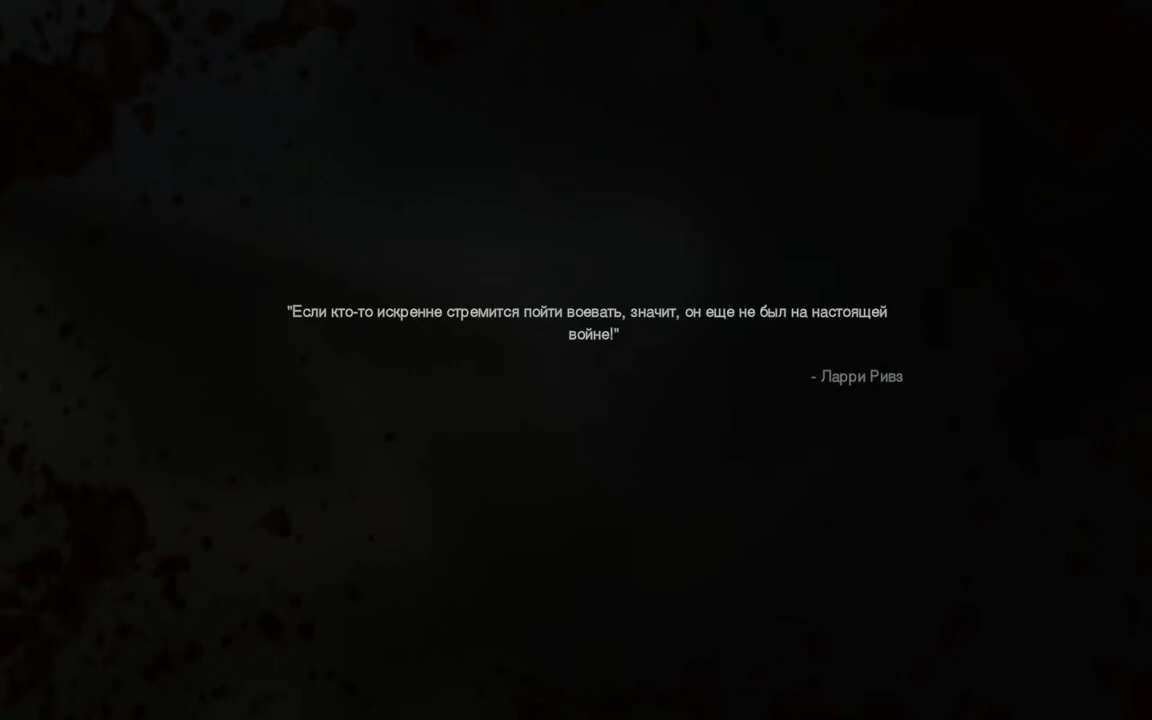 "Если кто-то искренне стремится пойти воевать, значит, он еще не был на настоящей
войне!"
- Ларри Ривз